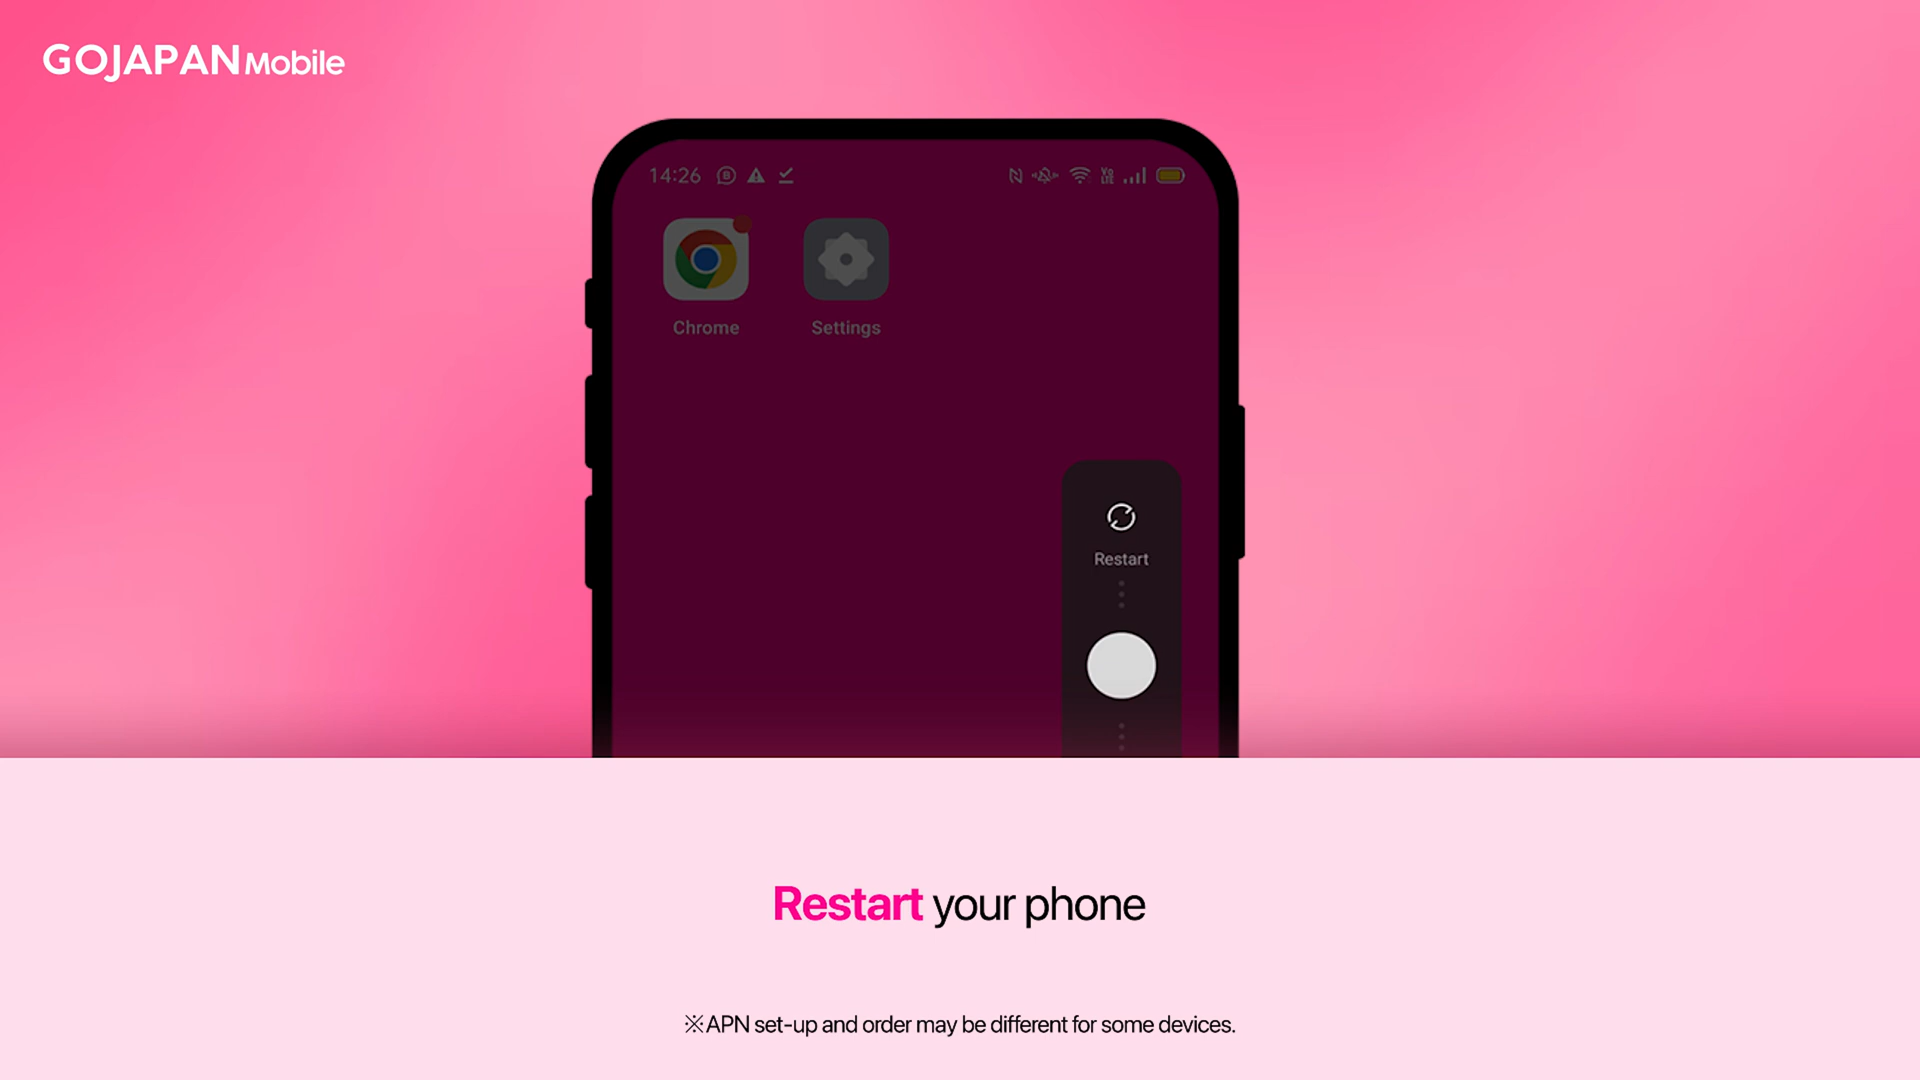 GOJAPAN Mobile
14:26
Chrome
Settings
Restart
Restart your phone
※APN set-up and order may be different for some devices.